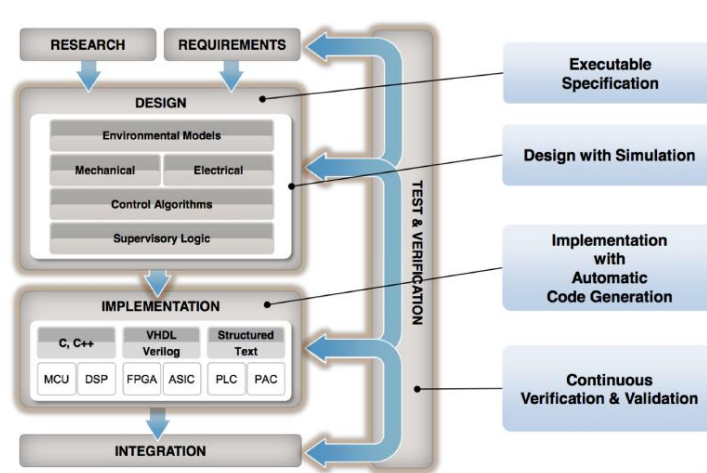 RESEARCH
REQUIREMENTS
DESIGN
Environmental Models
Mechanical
Electrical
Control Algorithms
Supervisory Logic
IMPLEMENTATION
C, C++
VHDL
Verilog
Structured
Text
MCU
DSP
FPGA
ASIC
PLC
PAC
INTEGRATION
TEST & VERIFICATION
Executable
Specification
Design with Simulation
Implementation
with
Automatic
Code Generation
Continuous
Verification & Validation